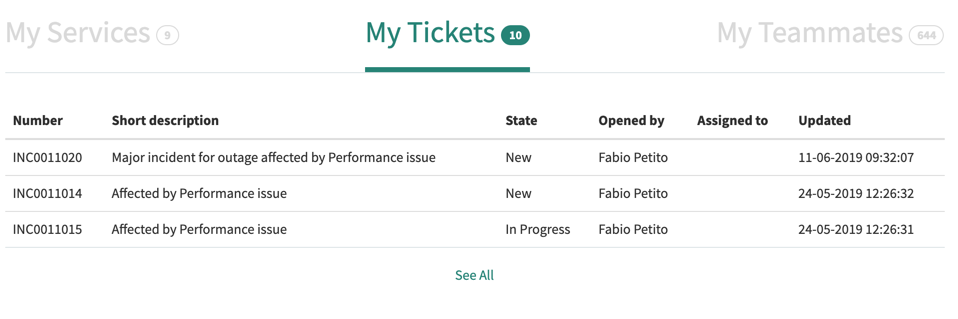 My Services 9 My Tickets 10 My Teammates 644
Number Short description State Opened by Assigned to Updated
INC0011020 Major incident for outage affected by Performance issue New Fabio Petito 11-06-2019 09:32:07
INC0011014 Affected by Performance issue New Fabio Petito 24-05-2019 12:26:32
INC0011015 Affected by Performance issue In Progress Fabio Petito 24-05-2019 12:26:31
See All